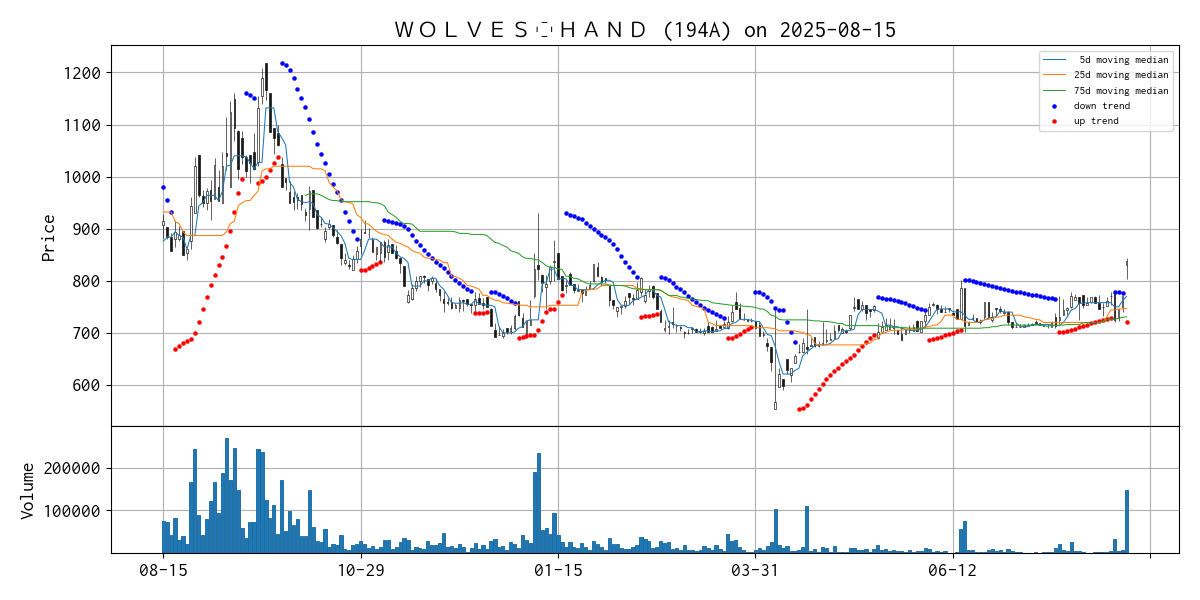 ＷＯＬＶＥＳ　ＨＡＮＤ (194A) on 2025-08-15
1200
1100
1000
900
800
700
600
Price
5d moving median
25d moving median
75d moving median
down trend
up trend
200000
100000
Volume
08-15
10-29
01-15
03-31
06-12